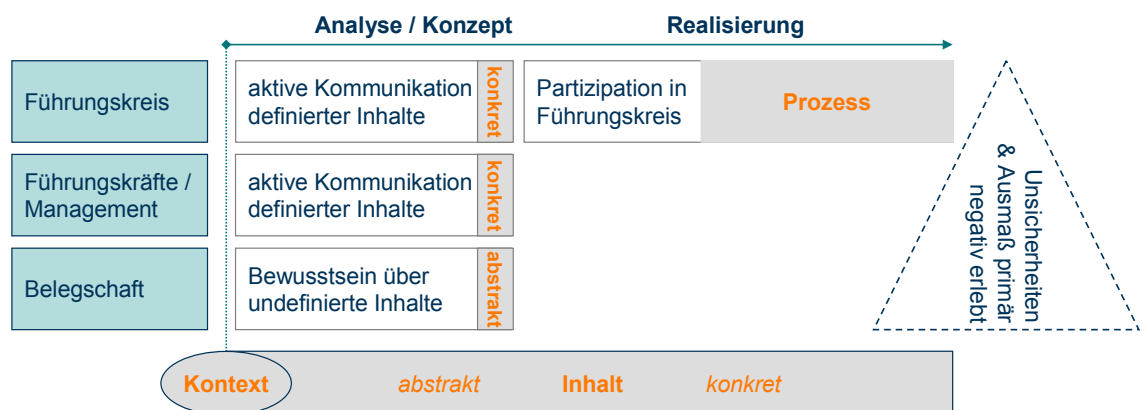 Analyse / Konzept
Realisierung
Führungskreis
aktive Kommunikation
definierter Inhalte
konkret
Partizipation in
Führungskreis
Prozess
Führungskräfte /
Management
aktive Kommunikation
definierter Inhalte
konkret
Belegschaft
Bewusstsein über
undefinierte Inhalte
abstrakt
Unsicherheiten
& Ausmaß primär
negativ erlebt
Kontext
abstrakt
Inhalt
konkret